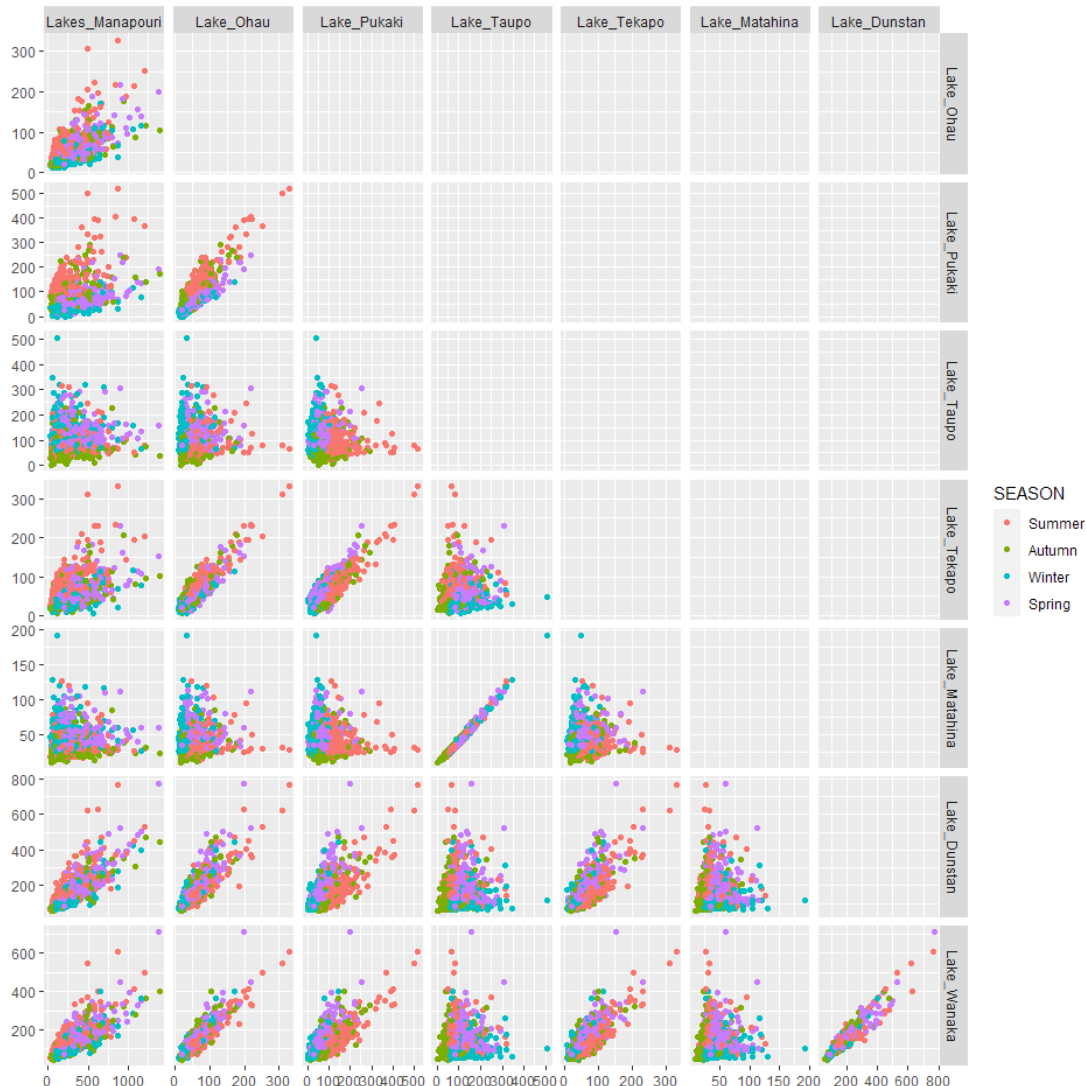 Lakes_Manapouri Lake_Ohau Lake_Pukaki Lake_Taupo Lake_Tekapo Lake_Matahina Lake_Dunstan
300
200
100
0
Lake_Ohau
500
400
300
200
100
0
Lake_Pukaki
500
400
300
200
100
0
Lake_Taupo
300
200
100
0
Lake_Tekapo
200
150
100
50
Lake_Matahina
800
600
400
200
Lake_Dunstan
600
400
200
Lake_Wanaka
0 500 1000 0 100 200 300 0 100 200 300 400 500 0 100 200 300 400 500 0 100 200 300 50 100 150 200 200 400 600 800
SEASON
Summer
Autumn
Winter
Spring